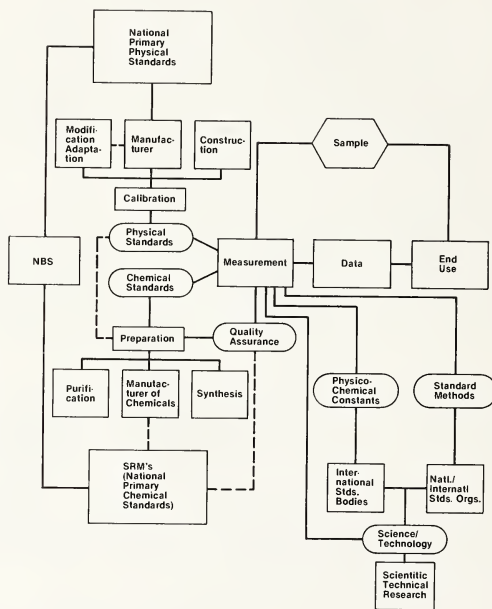 National
Primary
Physical
Standards
Modifi-
cation
Adapta-
tion
Manufac-
turer
Construc-
tion
Sample
Calibration
Physical
Standards
NBS
Measurement
Data
End
Use
Chemical
Standards
Preparation
Quality
Assurance
Purifi-
cation
Manufac-
turer of
Chemicals
Synthesis
Physico-
Chemical
Constants
Standard
Methods
SRM's
(National
Primary
Chemical
Standards)
Inter-
national
Stds.
Bodies
Natl./
Internatl
Stds. Orgs.
Science/
Technology
Scientitic
Technical
Research